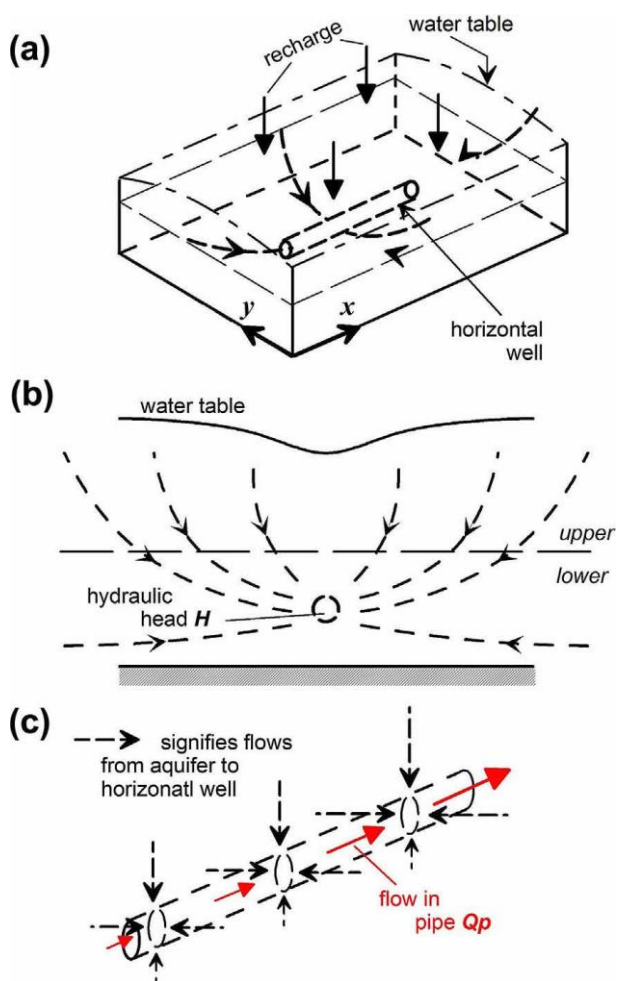 (a)
recharge
water table
y
x
horizontal
well
(b)
water table
upper
lower
hydraulic
head H
(c)
signifies flows
from aquifer to
horizonatl well
flow in
pipe Qp